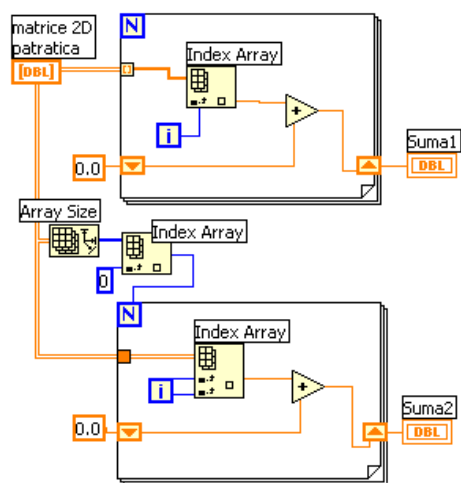 matrice 2D
patratica
[DBL]
N
Index Array
i
+
0.0
Suma1
DBL
Array Size
Index Array
0
N
Index Array
i
+
0.0
Suma2
DBL